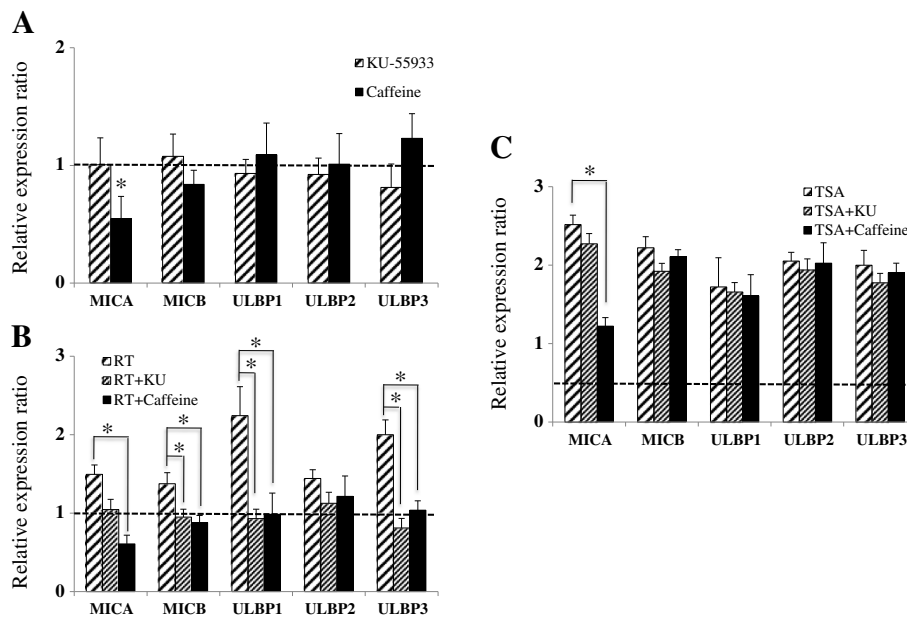 A
Relative expression ratio
2
1
0
KU-55933
Caffeine
*
MICA MICB ULBP1 ULBP2 ULBP3
B
Relative expression ratio
3
2
1
0
RT
RT+KU
RT+Caffeine
* * * * * * *
MICA MICB ULBP1 ULBP2 ULBP3
C
Relative expression ratio
3
2
1
0
TSA
TSA+KU
TSA+Caffeine
*
MICA MICB ULBP1 ULBP2 ULBP3